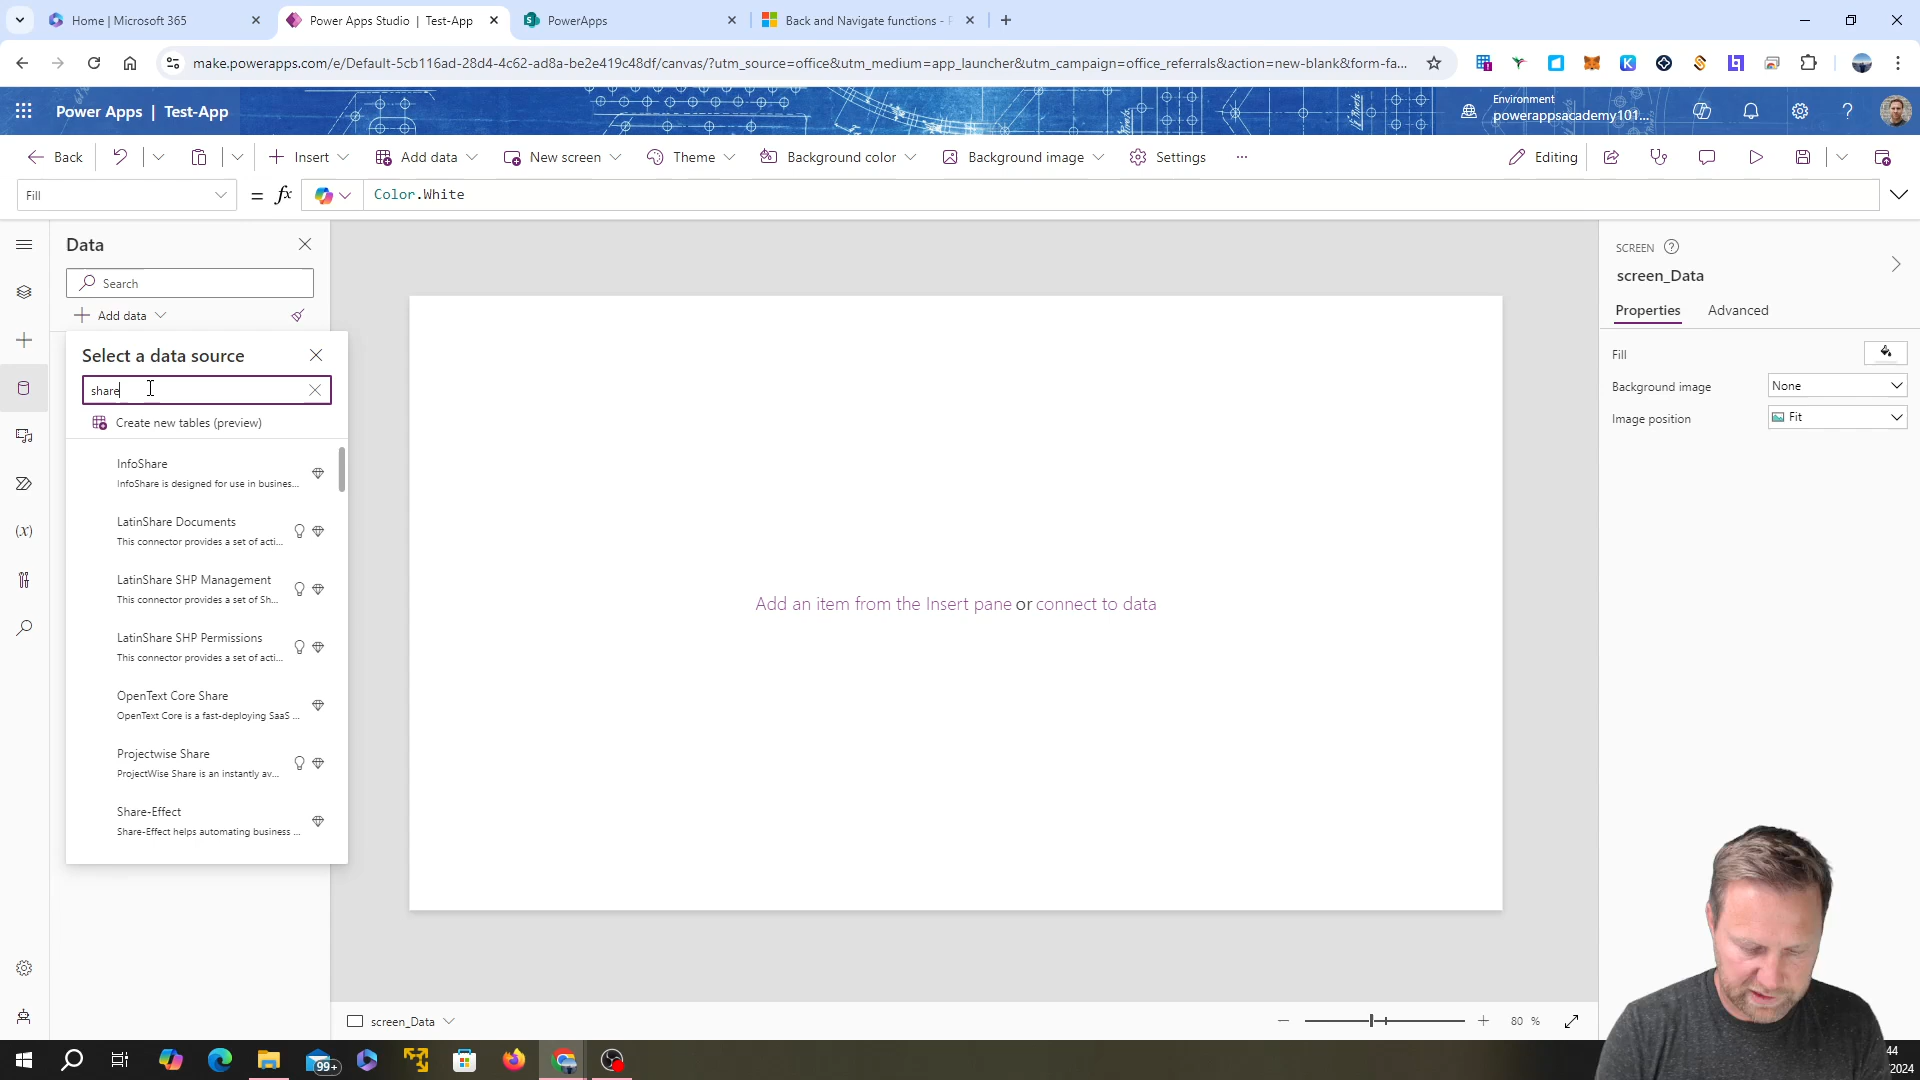 Home | Microsoft 365
Power Apps Studio | Test-App
PowerApps
Back and Navigate functions -
make.powerapps.com/e/Default-5cb116ad-28d4-4c62-ad8a-be2e419c48df/canvas/?utm_source=office&utm_medium=app_launcher&utm_campaign=office_referrals&action=new-blank&form-fa...
Power Apps | Test-App
Environment
powerappsacademy101...
Back
Insert
Add data
New screen
Theme
Background color
Background image
Settings
...
Editing
Fill
= fx
Color.White
Data
Search
Add data
Select a data source
share
Create new tables (preview)
InfoShare
InfoShare is designed for use in busines...
LatinShare Documents
This connector provides a set of acti...
LatinShare SHP Management
This connector provides a set of Sh...
LatinShare SHP Permissions
This connector provides a set of acti...
OpenText Core Share
OpenText Core is a fast-deploying SaaS ...
Projectwise Share
ProjectWise Share is an instantly av...
Share-Effect
Share-Effect helps automating business ...
(x)
Add an item from the Insert pane or connect to data
SCREEN
screen_Data
Properties
Advanced
Fill
Background image
None
Image position
Fit
screen_Data
80 %
99+
44
2024